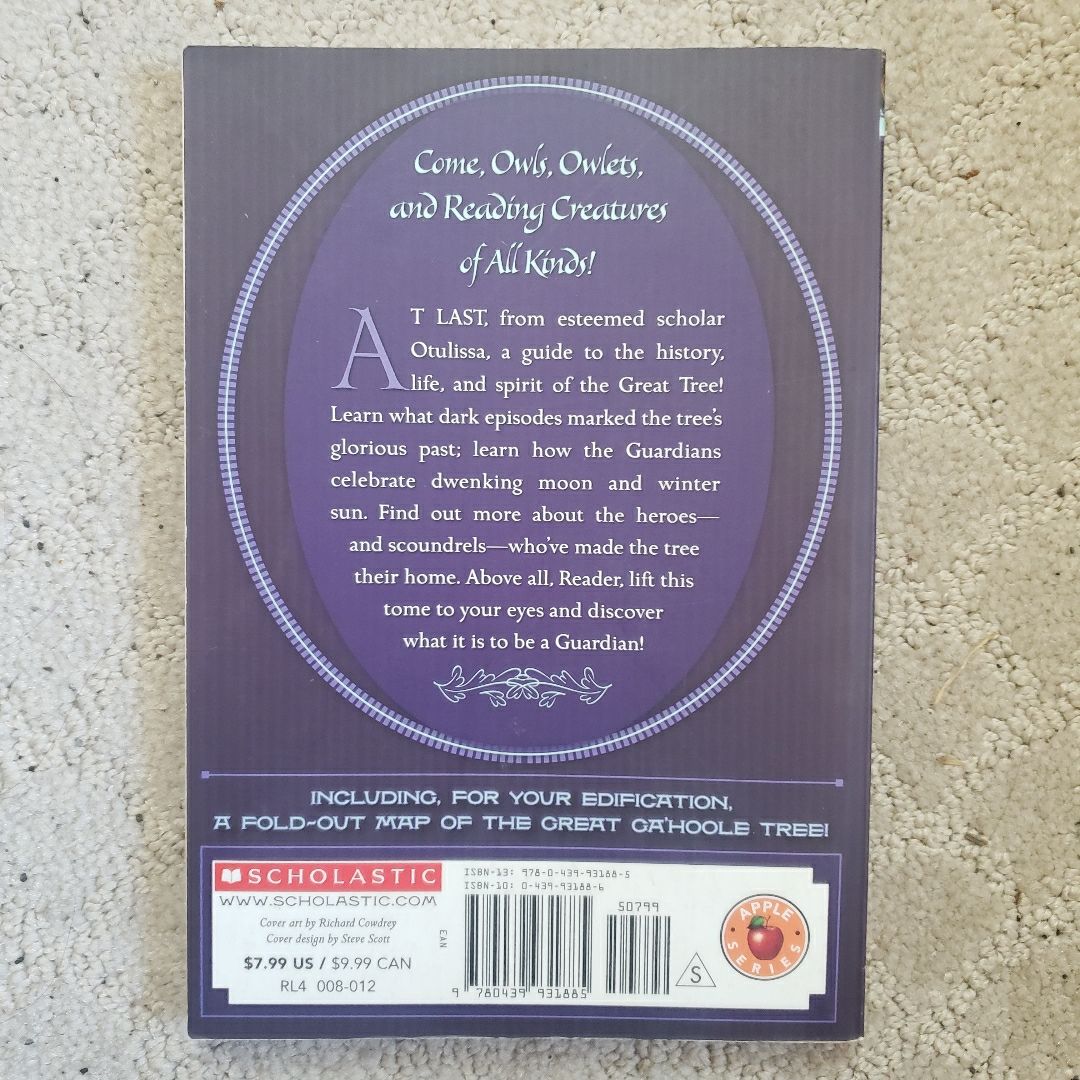 Come, Owls, Owlets,
and Reading Creatures
of All Kinds!
AT LAST, from esteemed scholar
Otulissa, a guide to the history,
life, and spirit of the Great Tree!
Learn what dark episodes marked the tree's
glorious past; learn how the Guardians
celebrate dwenking moon and winter
sun. Find out more about the heroes—
and scoundrels—who've made the tree
their home. Above all, Reader, lift this
tome to your eyes and discover
what it is to be a Guardian!
INCLUDING, FOR YOUR EDIFICATION,
A FOLD-OUT MAP OF THE GREAT GA'HOOLE TREE!
SCHOLASTIC
WWW.SCHOLASTIC.COM
Cover art by Richard Cowdrey
Cover design by Steve Scott
$7.99 US / $9.99 CAN
RL4 008-012
ISBN-13: 978-0-439-93188-5
ISBN-10: 0-439-93188-6
EAN
50799
9 780439 931885
S
APPLE
SERIES